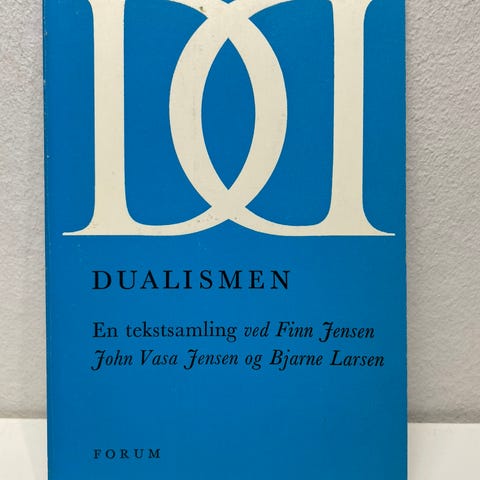 DUALISMEN
En tekstsamling ved Finn Jensen
John Vasa Jensen og Bjarne Larsen
FORUM